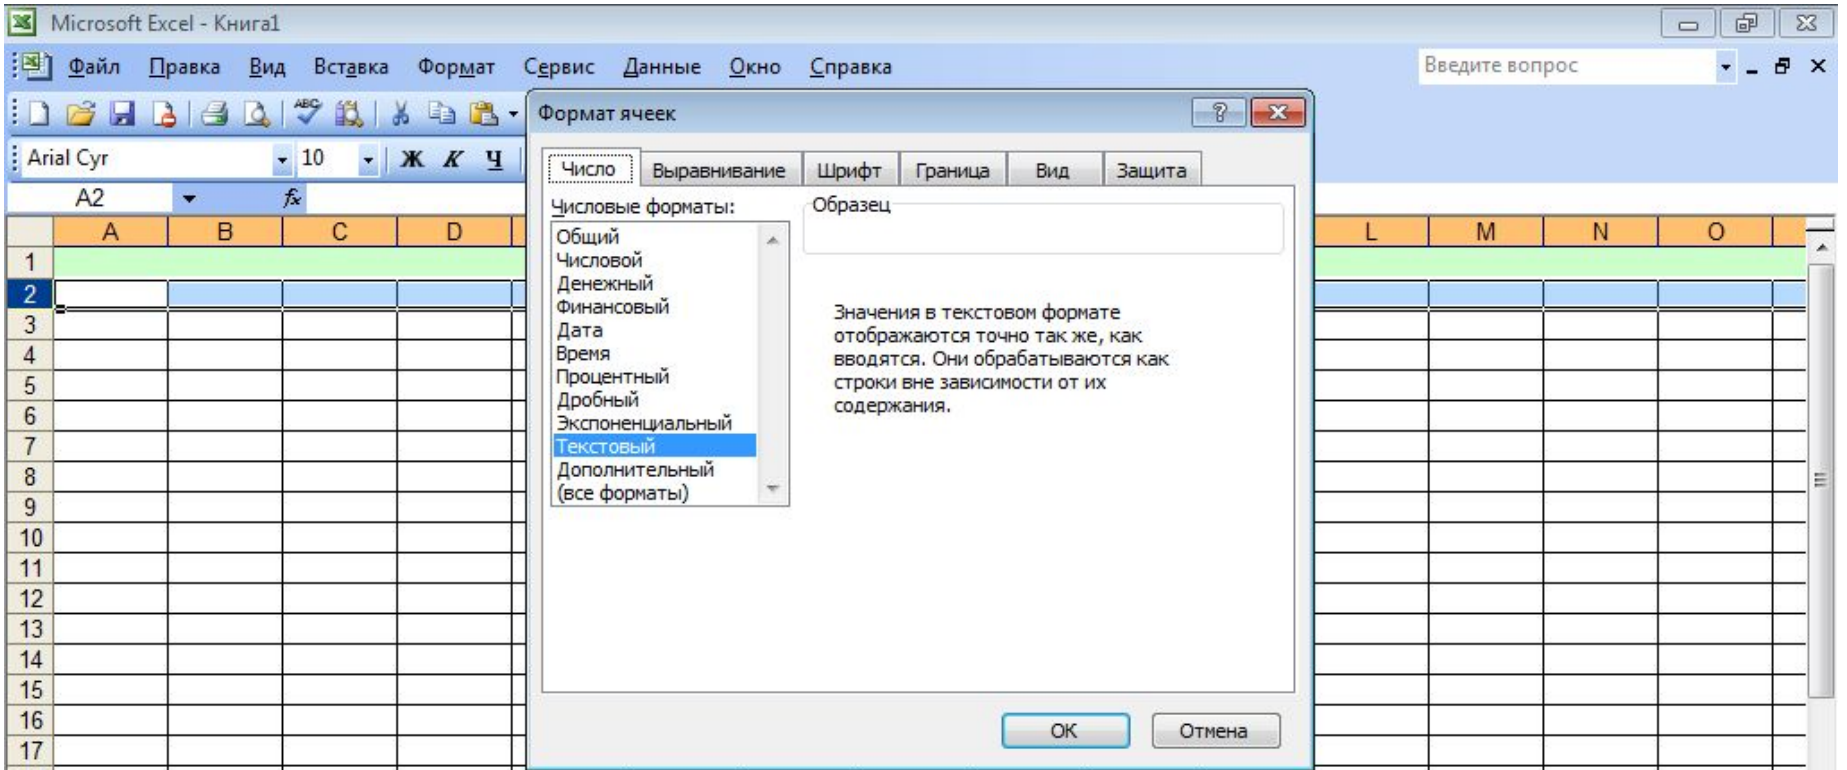 Microsoft Excel - Книга1
Файл Правка Вид Вставка Формат Сервис Данные Окно Справка Введите вопрос
ABC
Arial Cyr 10 Ж К Ч
A2 fx
Формат ячеек
Число Выравнивание Шрифт Граница Вид Защита
Числовые форматы:
Общий
Числовой
Денежный
Финансовый
Дата
Время
Процентный
Дробный
Экспоненциальный
Текстовый
Дополнительный
(все форматы)
Образец
Значения в текстовом формате
отображаются точно так же, как
вводятся. Они обрабатываются как
строки вне зависимости от их
содержания.
OK Отмена
A B C D L M N O
1
2
3
4
5
6
7
8
9
10
11
12
13
14
15
16
17